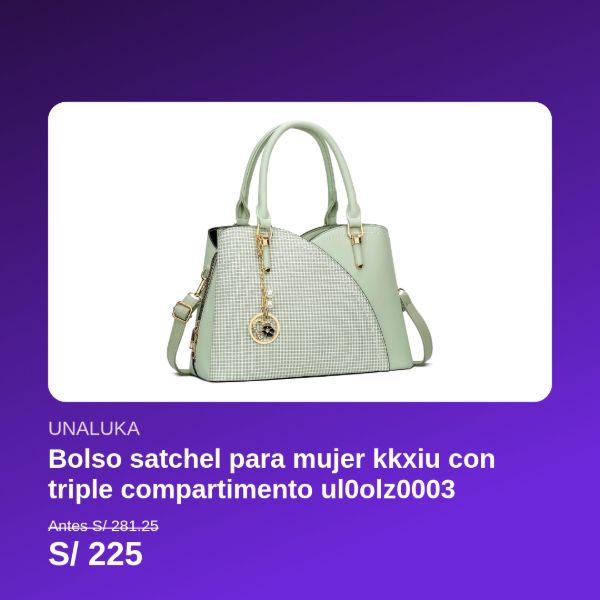 UNALUKA
Bolso satchel para mujer kkxiu con
triple compartimento ul0olz0003
Antes S/ 281.25
S/ 225